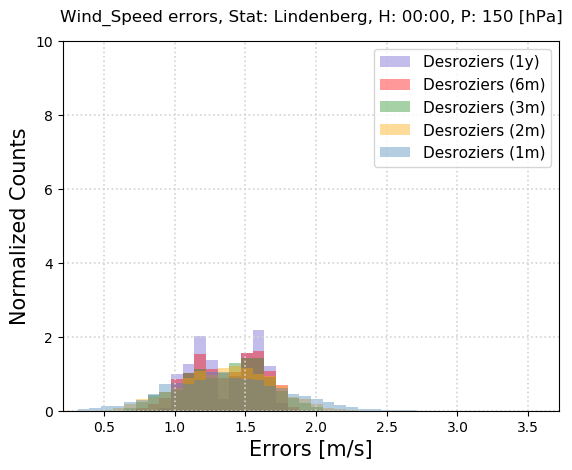 Wind_Speed errors, Stat: Lindenberg, H: 00:00, P: 150 [hPa]
10
8
6
4
2
0
Normalized Counts
Desroziers (1y)
Desroziers (6m)
Desroziers (3m)
Desroziers (2m)
Desroziers (1m)
0.5 1.0 1.5 2.0 2.5 3.0 3.5
Errors [m/s]